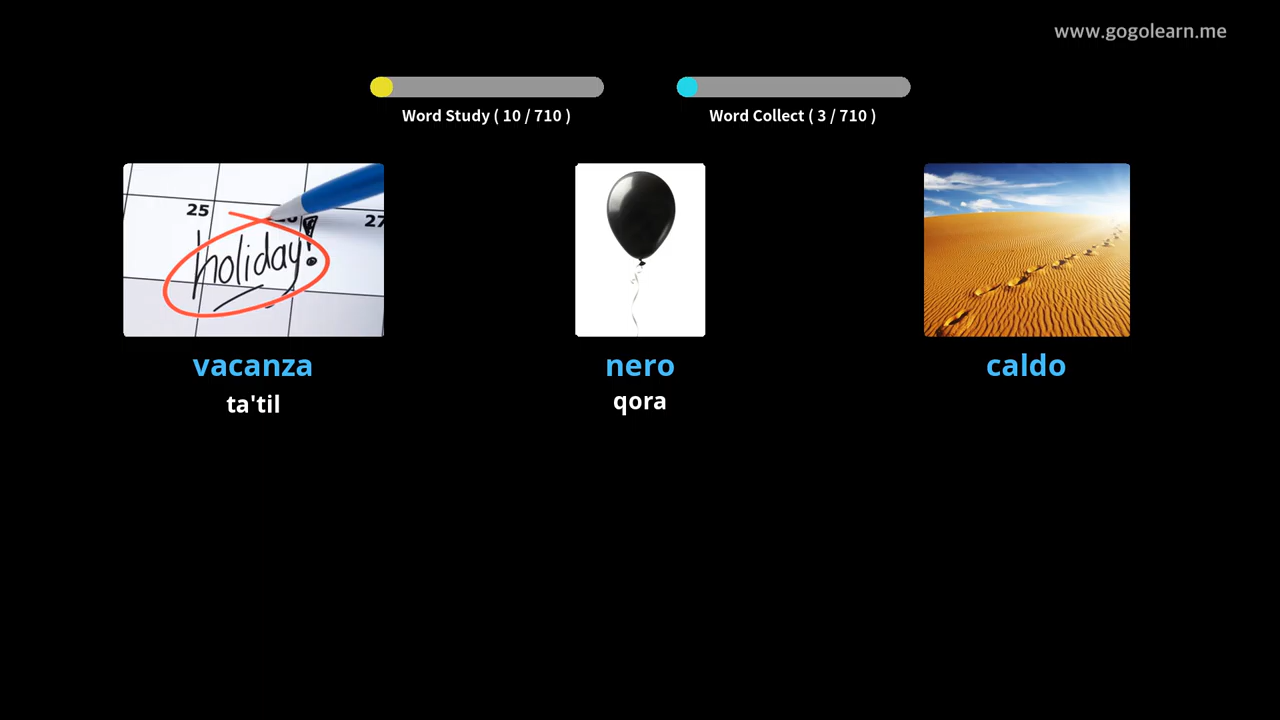 www.gogolearn.me
Word Study ( 10 / 710 )
Word Collect ( 3 / 710 )
25
27
holiday!
vacanza
nero
caldo
ta'til
qora